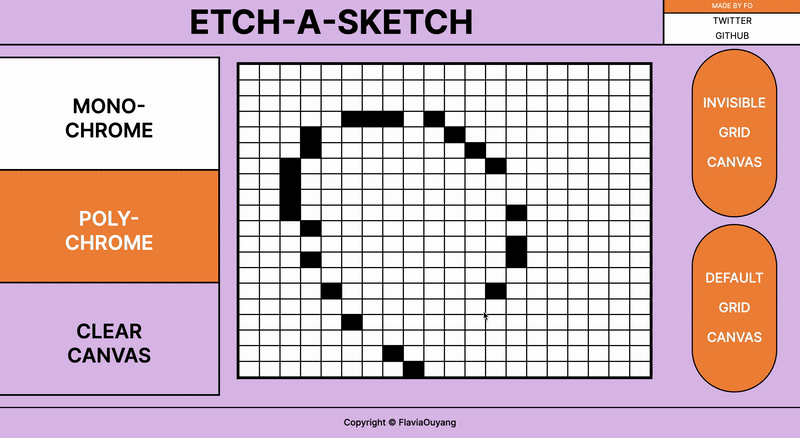 ETCH-A-SKETCH
MADE BY FO
TWITTER
GITHUB
MONO-
CHROME
POLY-
CHROME
CLEAR
CANVAS
INVISIBLE
GRID
CANVAS
DEFAULT
GRID
CANVAS
Copyright © FlaviaOuyang